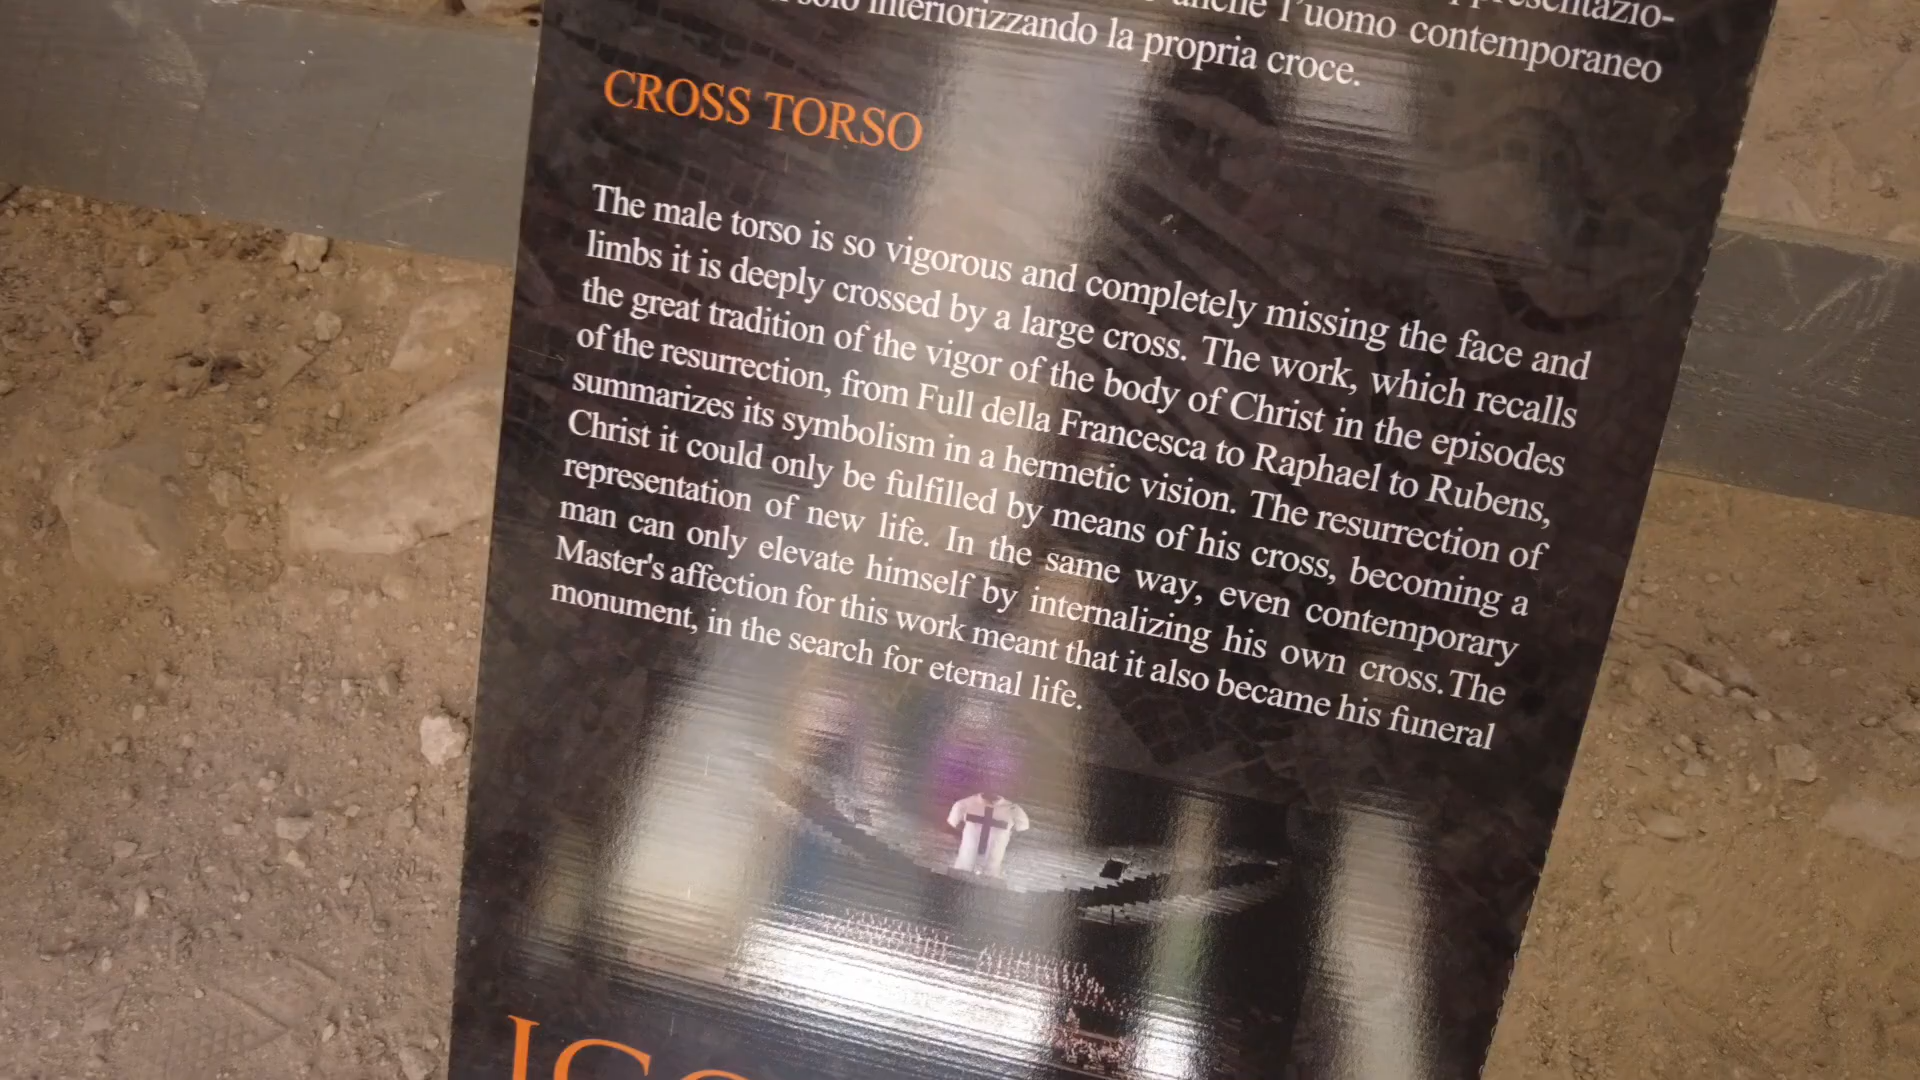 anche l'uomo contemporaneo
solo interiorizzando la propria croce.
CROSS TORSO
The male torso is so vigorous and completely missing the face and
limbs it is deeply crossed by a large cross. The work, which recalls
the great tradition of the vigor of the body of Christ in the episodes
of the resurrection, from Full della Francesca to Raphael to Rubens,
summarizes its symbolism in a hermetic vision. The resurrection of
Christ it could only be fulfilled by means of his cross, becoming a
representation of new life. In the same way, even contemporary
man can only elevate himself by internalizing his own cross.The
Master's affection for this work meant that it also became his funeral
monument, in the search for eternal life.